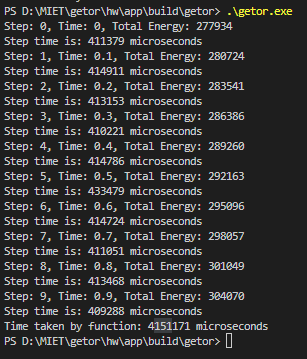 PS D:\MIET\getor\hw\app\build\getor> .\getor.exe
Step: 0, Time: 0, Total Energy: 277934
Step time is: 411379 microseconds
Step: 1, Time: 0.1, Total Energy: 280724
Step time is: 414911 microseconds
Step: 2, Time: 0.2, Total Energy: 283541
Step time is: 413153 microseconds
Step: 3, Time: 0.3, Total Energy: 286386
Step time is: 410221 microseconds
Step: 4, Time: 0.4, Total Energy: 289260
Step time is: 414786 microseconds
Step: 5, Time: 0.5, Total Energy: 292163
Step time is: 433479 microseconds
Step: 6, Time: 0.6, Total Energy: 295096
Step time is: 414724 microseconds
Step: 7, Time: 0.7, Total Energy: 298057
Step time is: 411051 microseconds
Step: 8, Time: 0.8, Total Energy: 301049
Step time is: 413468 microseconds
Step: 9, Time: 0.9, Total Energy: 304070
Step time is: 409288 microseconds
Time taken by function: 4151171 microseconds
PS D:\MIET\getor\hw\app\build\getor>